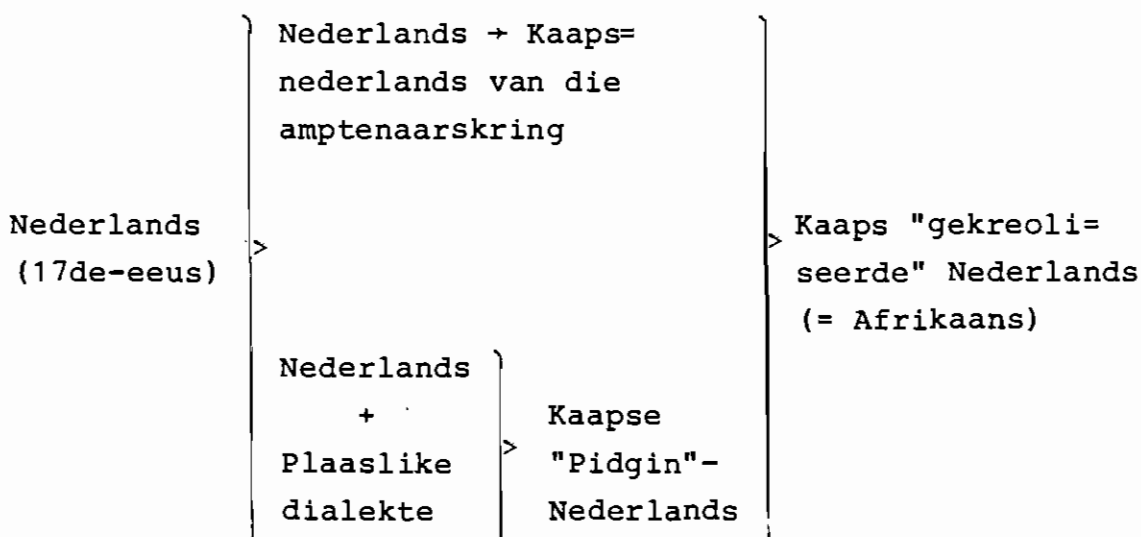 Nederlands → Kaaps=
nederlands van die
amptenaarskring
Nederlands
(17de-eeus)
>
> Kaaps "gekreoli=
seerde" Nederlands
(= Afrikaans)
Nederlands
+
Plaaslike
dialekte
>
Kaapse
"Pidgin"-
Nederlands